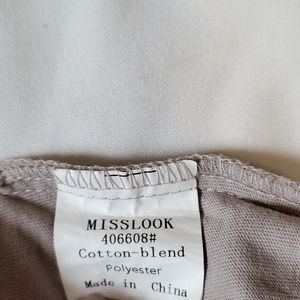 MISSLOOK
406608#
Cotton-blend
Polyester
Made in China